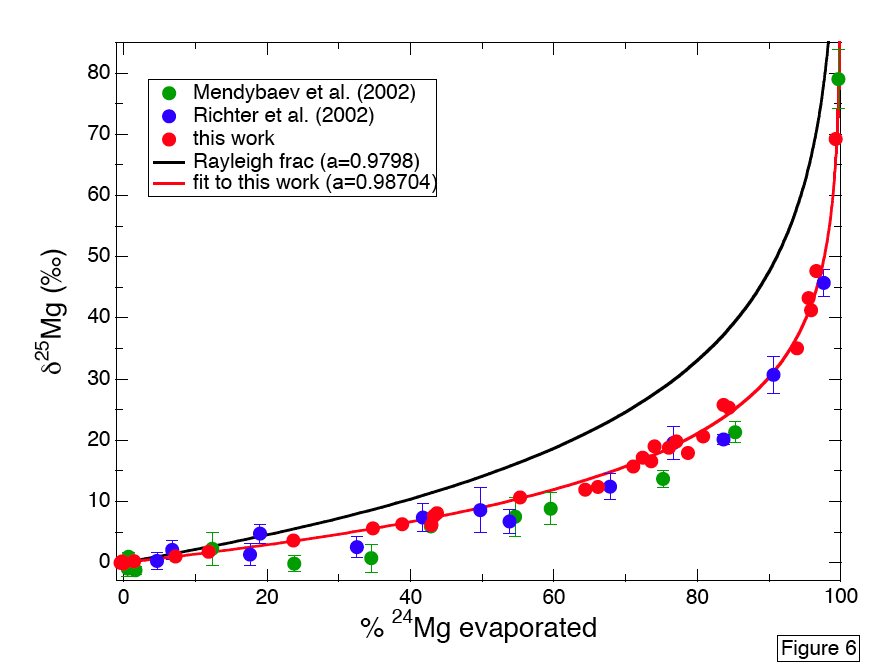 80
70
60
50
40
30
20
10
0
δ25Mg (‰)
Mendybaev et al. (2002)
Richter et al. (2002)
this work
Rayleigh frac (a=0.9798)
fit to this work (a=0.98704)
0 20 40 60 80 100
% 24Mg evaporated
Figure 6